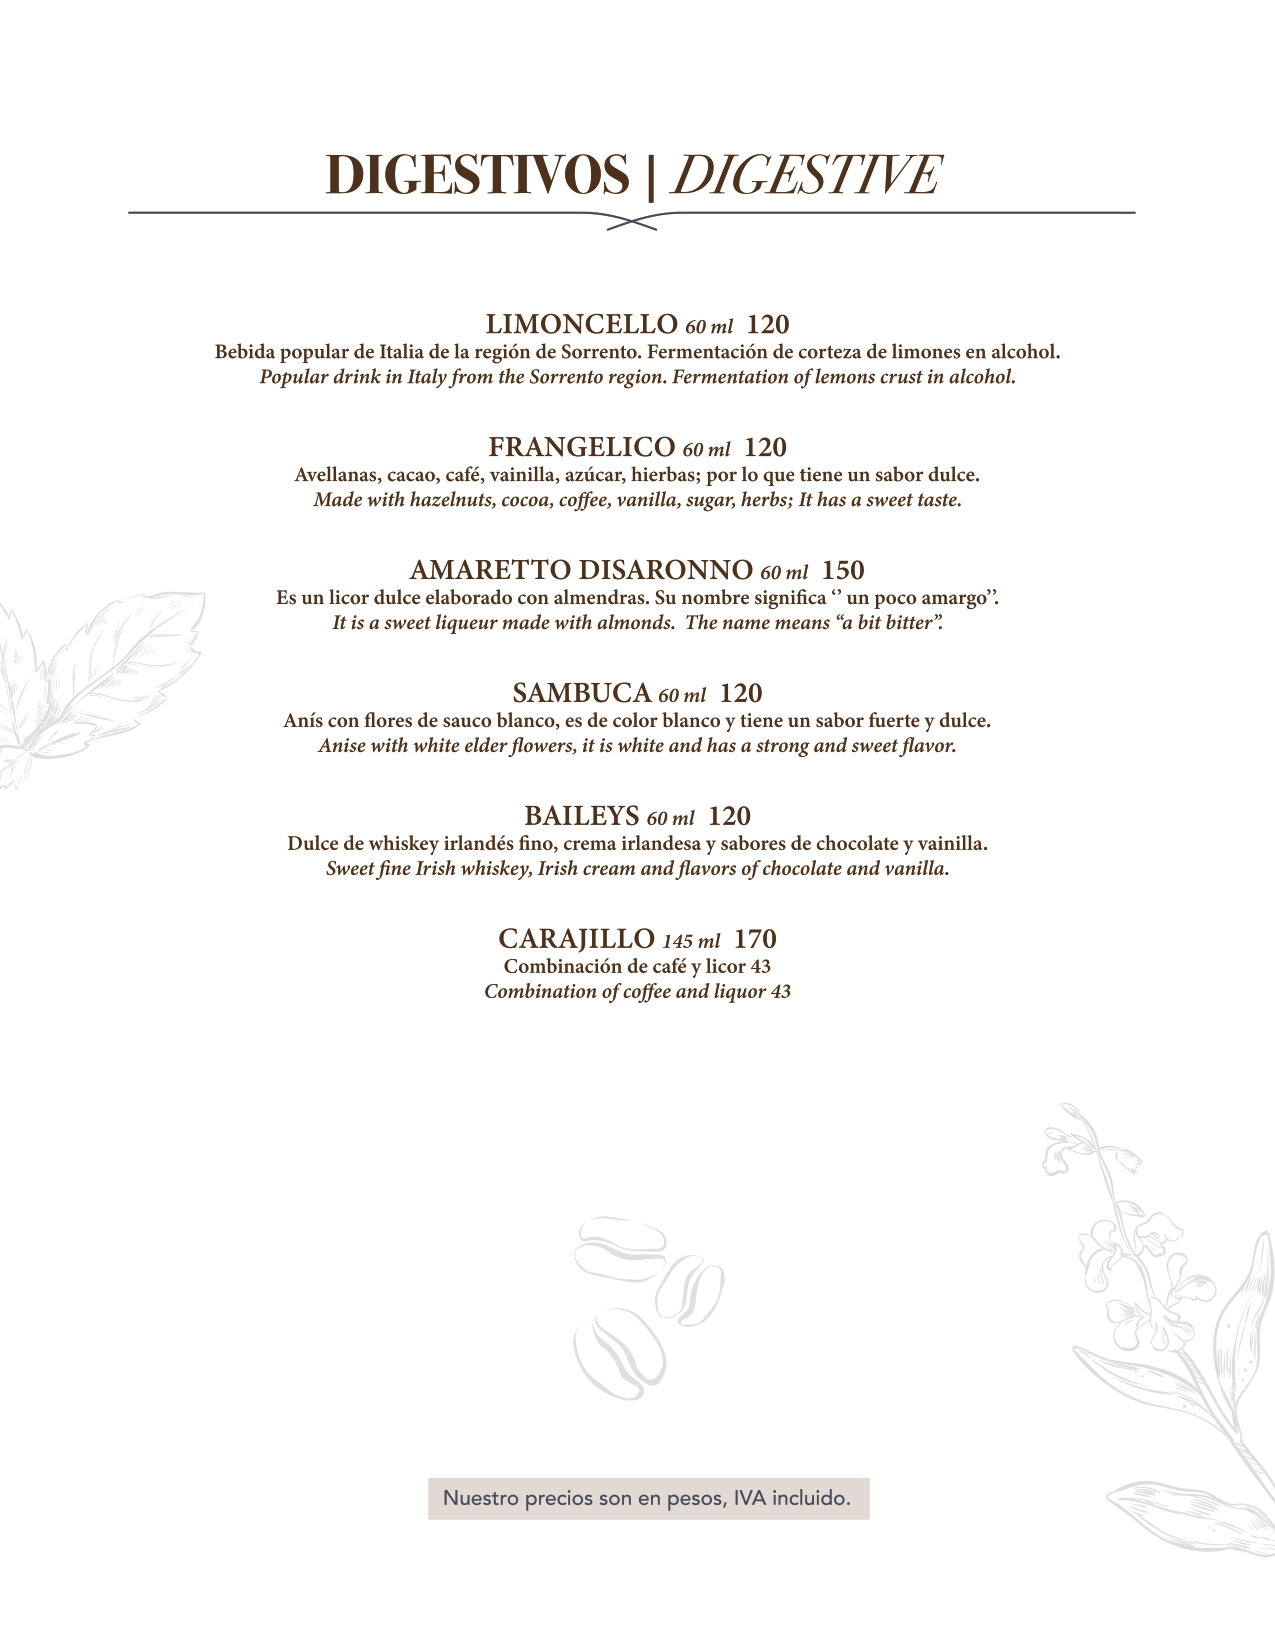 DIGESTIVOS | DIGESTIVE
LIMONCELLO 60 ml 120
Bebida popular de Italia de la región de Sorrento. Fermentación de corteza de limones en alcohol.
Popular drink in Italy from the Sorrento region. Fermentation of lemons crust in alcohol.
FRANGELICO 60 ml 120
Avellanas, cacao, café, vainilla, azúcar, hierbas; por lo que tiene un sabor dulce.
Made with hazelnuts, cocoa, coffee, vanilla, sugar, herbs; It has a sweet taste.
AMARETTO DISARONNO 60 ml 150
Es un licor dulce elaborado con almendras. Su nombre significa ‘’ un poco amargo’’.
It is a sweet liqueur made with almonds. The name means “a bit bitter”.
SAMBUCA 60 ml 120
Anís con flores de sauco blanco, es de color blanco y tiene un sabor fuerte y dulce.
Anise with white elder flowers, it is white and has a strong and sweet flavor.
BAILEYS 60 ml 120
Dulce de whiskey irlandés fino, crema irlandesa y sabores de chocolate y vainilla.
Sweet fine Irish whiskey, Irish cream and flavors of chocolate and vanilla.
CARAJILLO 145 ml 170
Combinación de café y licor 43
Combination of coffee and liquor 43
Nuestro precios son en pesos, IVA incluido.